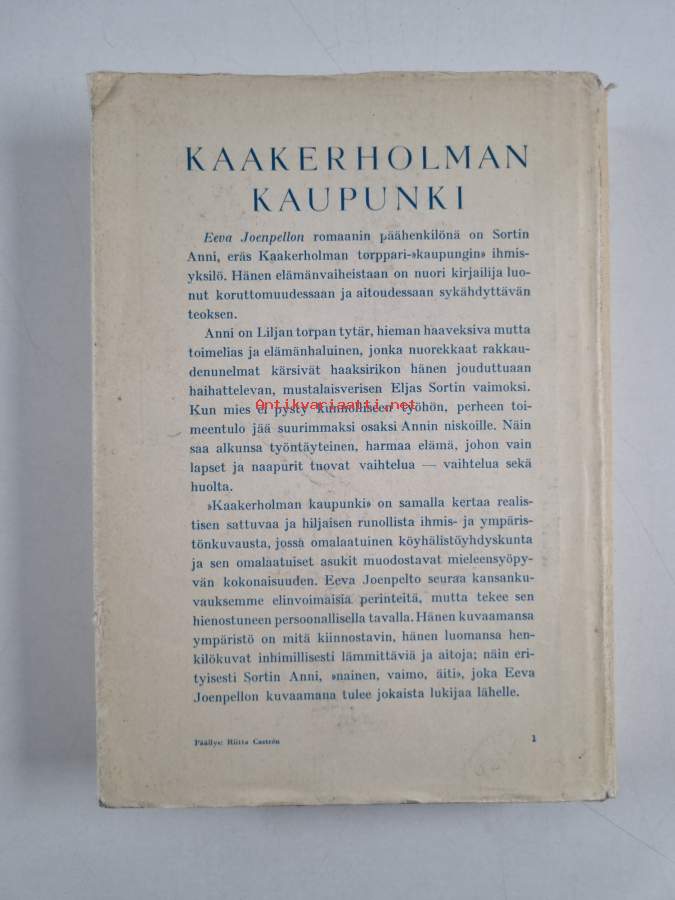 KAAKERHOLMAN
KAUPUNKI
Eeva Joenpellon romaanin päähenkilönä on Sortin
Anni, eräs Kaakerholman torppari-»kaupungin» ihmis-
yksilö. Hänen elämänvaiheistaan on nuori kirjailija luo-
nut koruttomuudessaan ja aitoudessaan sykähdyttävän
teoksen.
Anni on Liljan torpan tytär, hieman haaveksiva mutta
toimelias ja elämänhaluinen, jonka nuorekkaat rakkau-
denunelmat kärsivät haaksirikon hänen jouduttuaan
haihattelevan, mustalaisverisen Eljas Sortin vaimoksi.
Antikvariaatti.net
Kun mies ei pysty kunnolliseen työhön, perheen toi-
meentulo jää suurimmaksi osaksi Annin niskoille. Näin
saa alkunsa työntäyteinen, harmaa elämä, johon vain
lapset ja naapurit tuovat vaihtelua — vaihtelua sekä
huolta.
»Kaakerholman kaupunki» on samalla kertaa realis-
tisen sattuvaa ja hiljaisen runollista ihmis- ja ympäris-
tönkuvausta, jossa omalaatuinen köyhälistöyhdyskunta
ja sen omalaatuiset asukit muodostavat mieleensyöpy-
vän kokonaisuuden. Eeva Joenpelto seuraa kansanku-
vauksemme elinvoimaisia perinteitä, mutta tekee sen
hienostuneen persoonallisella tavalla. Hänen kuvaamansa
ympäristö on mitä kiinnostavin, hänen luomansa hen-
kilökuvat inhimillisesti lämmittäviä ja aitoja; näin eri-
tyisesti Sortin Anni, »nainen, vaimo, äiti», joka Eeva
Joenpellon kuvaamana tulee jokaista lukijaa lähelle.
Päällys: Hiitta Castrén
1